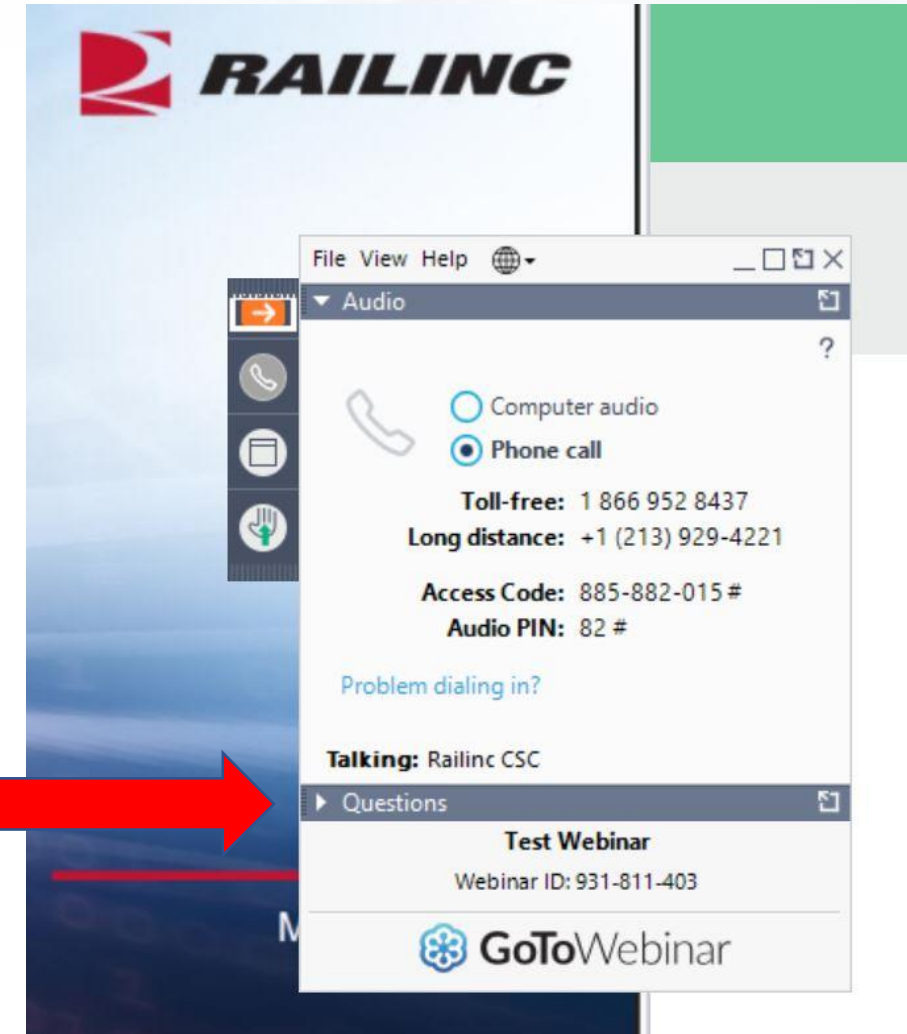 RAILINC
File View Help
Audio
?
Computer audio
Phone call
Toll-free: 1 866 952 8437
Long distance: +1 (213) 929-4221
Access Code: 885-882-015 #
Audio PIN: 82 #
Problem dialing in?
Talking: Railinc CSC
Questions
Test Webinar
Webinar ID: 931-811-403
M
GoToWebinar